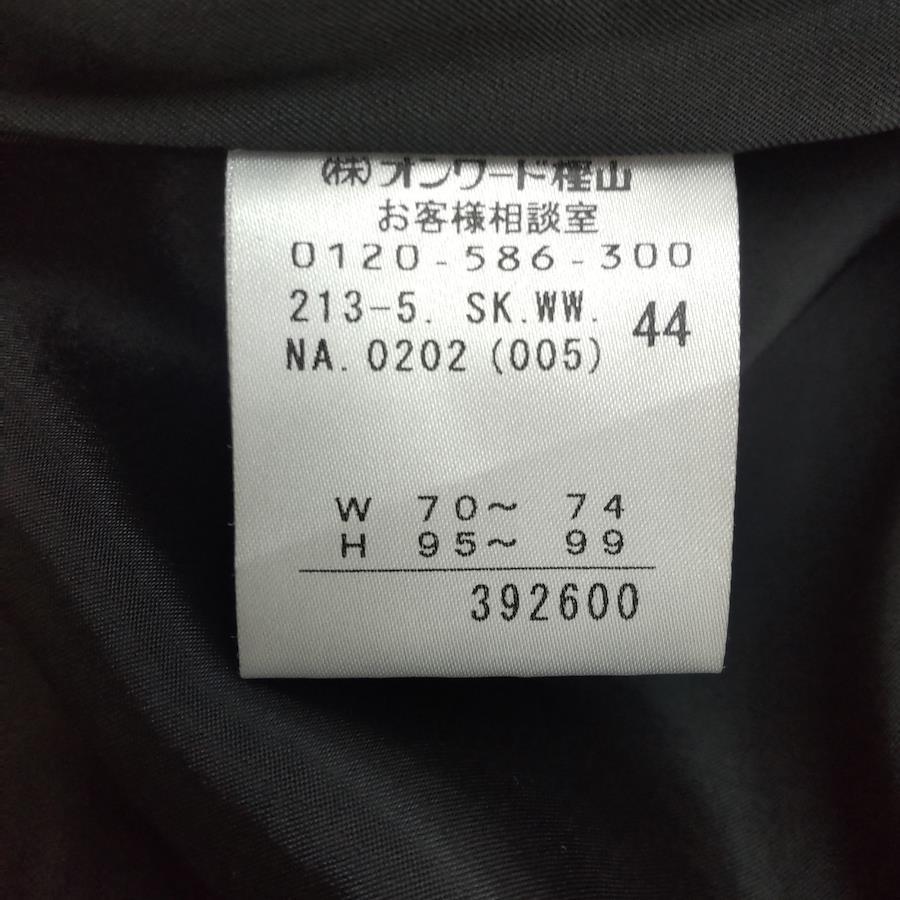 (株)オンワード樫山
お客様相談室
0120-586-300
213-5. SK.WW. 44
NA.0202(005)
W 70～ 74
H 95～ 99
392600